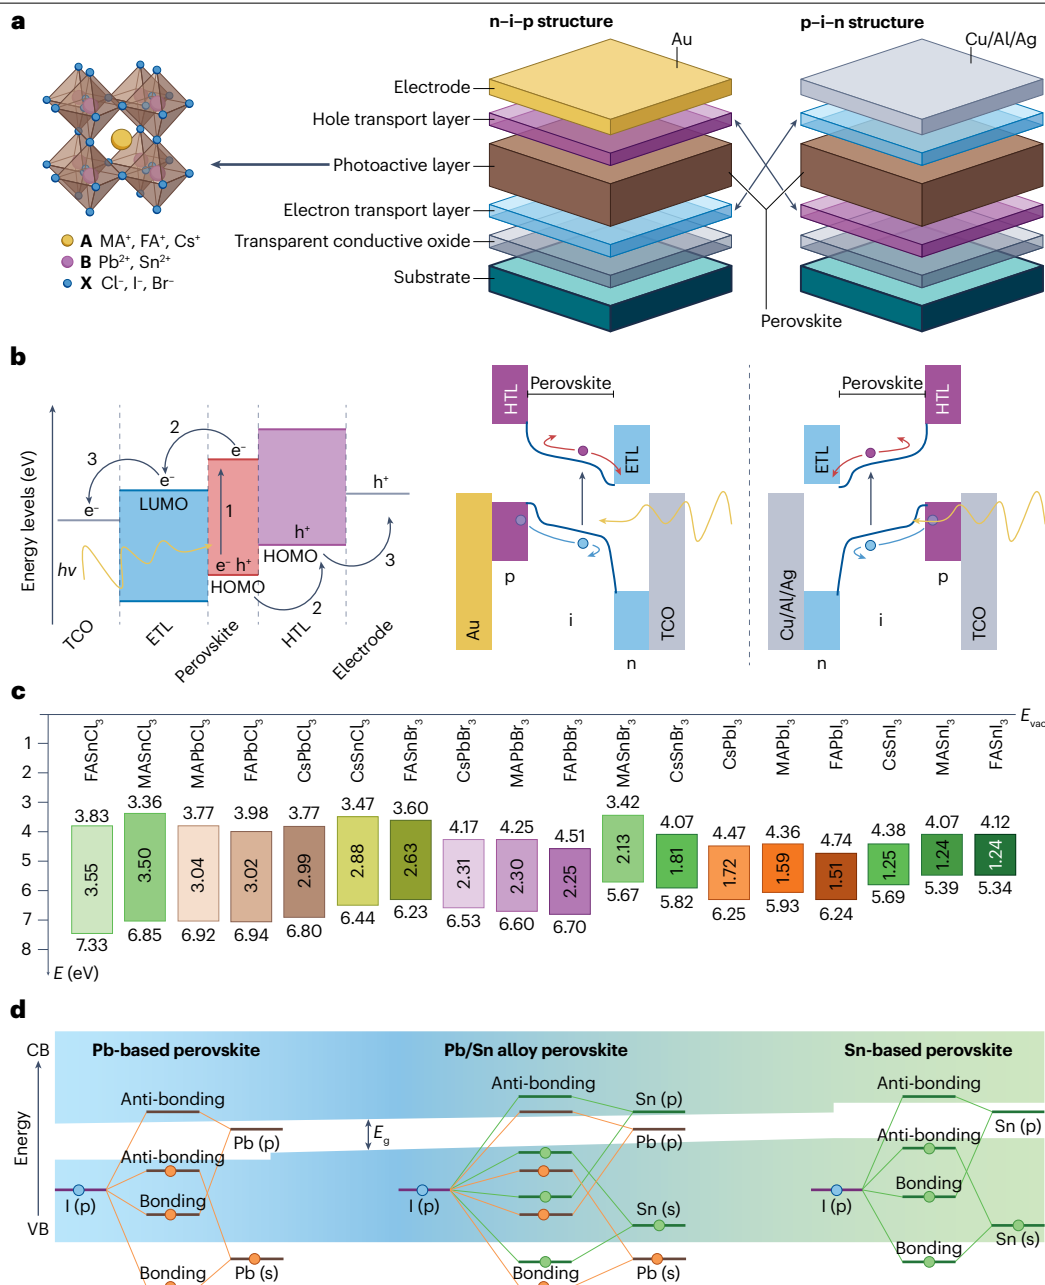 a
n–i–p structure
p–i–n structure
Au
Cu/Al/Ag
Electrode
Hole transport layer
Photoactive layer
Electron transport layer
Transparent conductive oxide
Substrate
Perovskite
A MA⁺, FA⁺, Cs⁺
B Pb²⁺, Sn²⁺
X Cl⁻, I⁻, Br⁻
b
Energy levels (eV)
hν
3
2
e⁻
e⁻
e⁻
LUMO
1
e⁻ h⁺
HOMO
h⁺
HOMO
2
3
h⁺
TCO
ETL
Perovskite
HTL
Electrode
HTL
Perovskite
ETL
Au
p
i
n
TCO
Perovskite
HTL
ETL
Cu/Al/Ag
n
i
p
TCO
c
Evac
1
2
3
4
5
6
7
8
E (eV)
FASnCl₃
MASnCl₃
MAPbCl₃
FAPbCl₃
CsPbCl₃
CsSnCl₃
FASnBr₃
CsPbBr₃
MAPbBr₃
FAPbBr₃
MASnBr₃
CsSnBr₃
CsPbI₃
MAPbI₃
FAPbI₃
CsSnI₃
MASnI₃
FASnI₃
3.83 3.36 3.77 3.98 3.77 3.47 3.60 4.17 4.25 4.51 3.42 4.07 4.47 4.36 4.74 4.38 4.07 4.12
3.55 3.50 3.04 3.02 2.99 2.88 2.63 2.31 2.30 2.25 2.13 1.81 1.72 1.59 1.51 1.25 1.24 1.24
7.33 6.85 6.92 6.94 6.80 6.44 6.23 6.53 6.60 6.70 5.67 5.82 6.25 5.93 6.24 5.69 5.39 5.34
d
CB
Energy
VB
Pb-based perovskite
Anti-bonding
Pb (p)
Anti-bonding
Bonding
I (p)
Bonding
Pb (s)
Eg
Pb/Sn alloy perovskite
Anti-bonding
Sn (p)
Pb (p)
I (p)
Sn (s)
Bonding
Pb (s)
Sn-based perovskite
Anti-bonding
Sn (p)
Anti-bonding
Bonding
I (p)
Sn (s)
Bonding